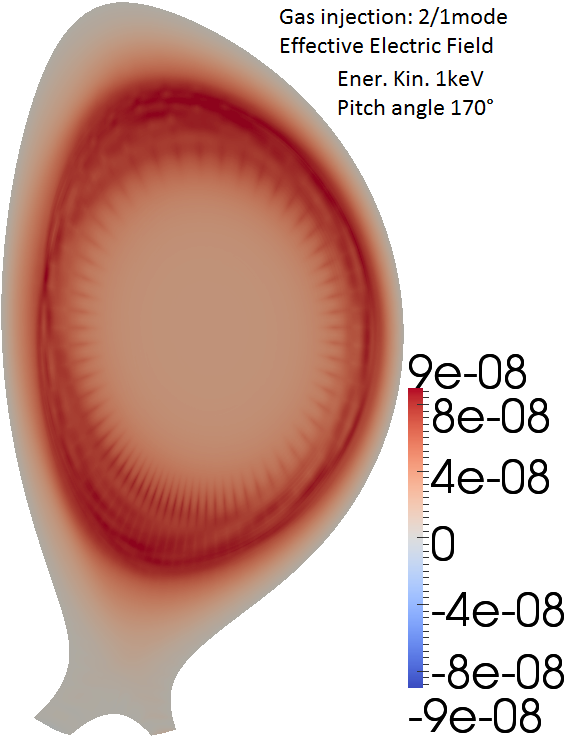 Gas injection: 2/1mode
Effective Electric Field
Ener. Kin. 1keV
Pitch angle 170°
9e-08
8e-08
4e-08
0
-4e-08
-8e-08
-9e-08